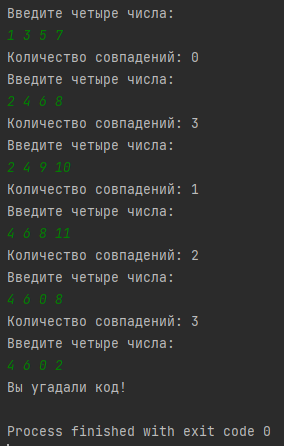 Введите четыре числа:
1 3 5 7
Количество совпадений: 0
Введите четыре числа:
2 4 6 8
Количество совпадений: 3
Введите четыре числа:
2 4 9 10
Количество совпадений: 1
Введите четыре числа:
4 6 8 11
Количество совпадений: 2
Введите четыре числа:
4 6 0 8
Количество совпадений: 3
Введите четыре числа:
4 6 0 2
Вы угадали код!
Process finished with exit code 0